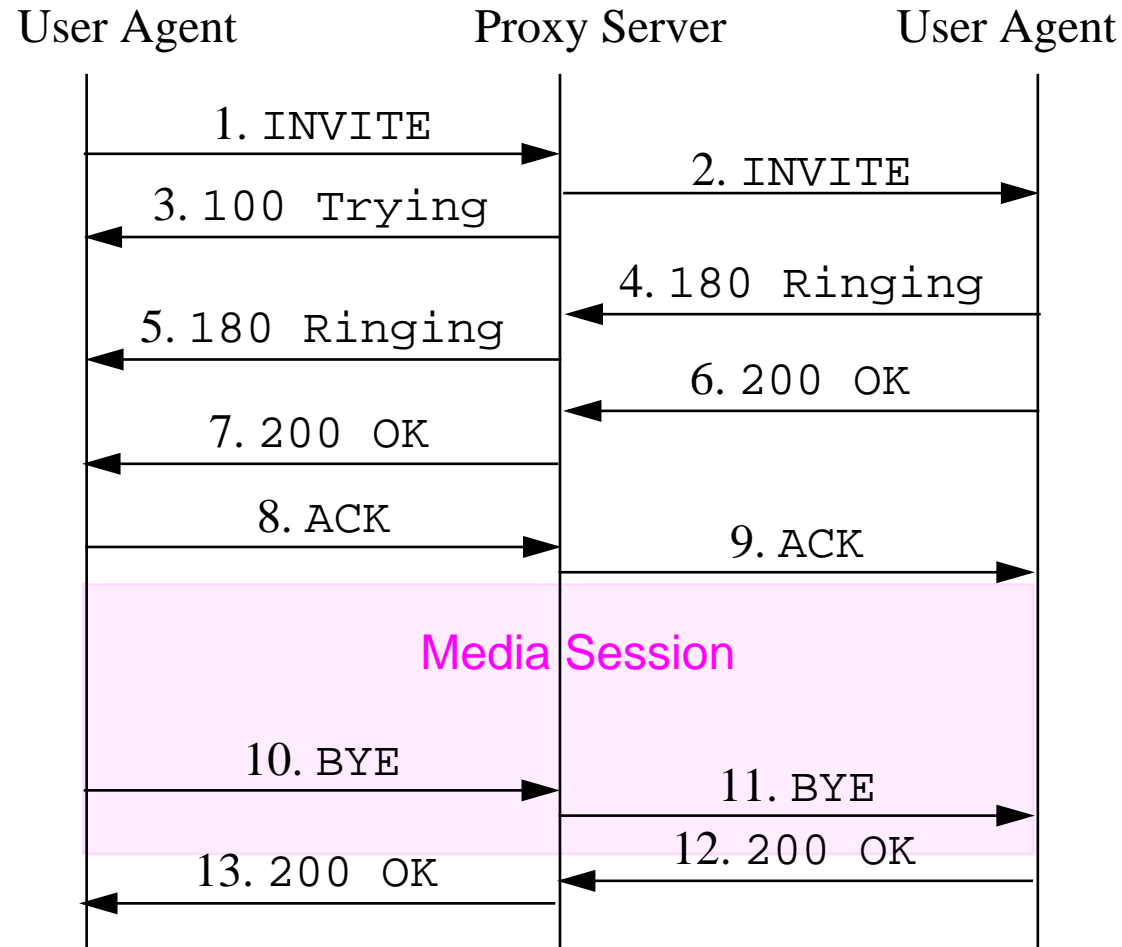 User Agent
Proxy Server
User Agent
1. INVITE
2. INVITE
3. 100 Trying
4. 180 Ringing
5. 180 Ringing
6. 200 OK
7. 200 OK
8. ACK
9. ACK
Media Session
10. BYE
11. BYE
12. 200 OK
13. 200 OK